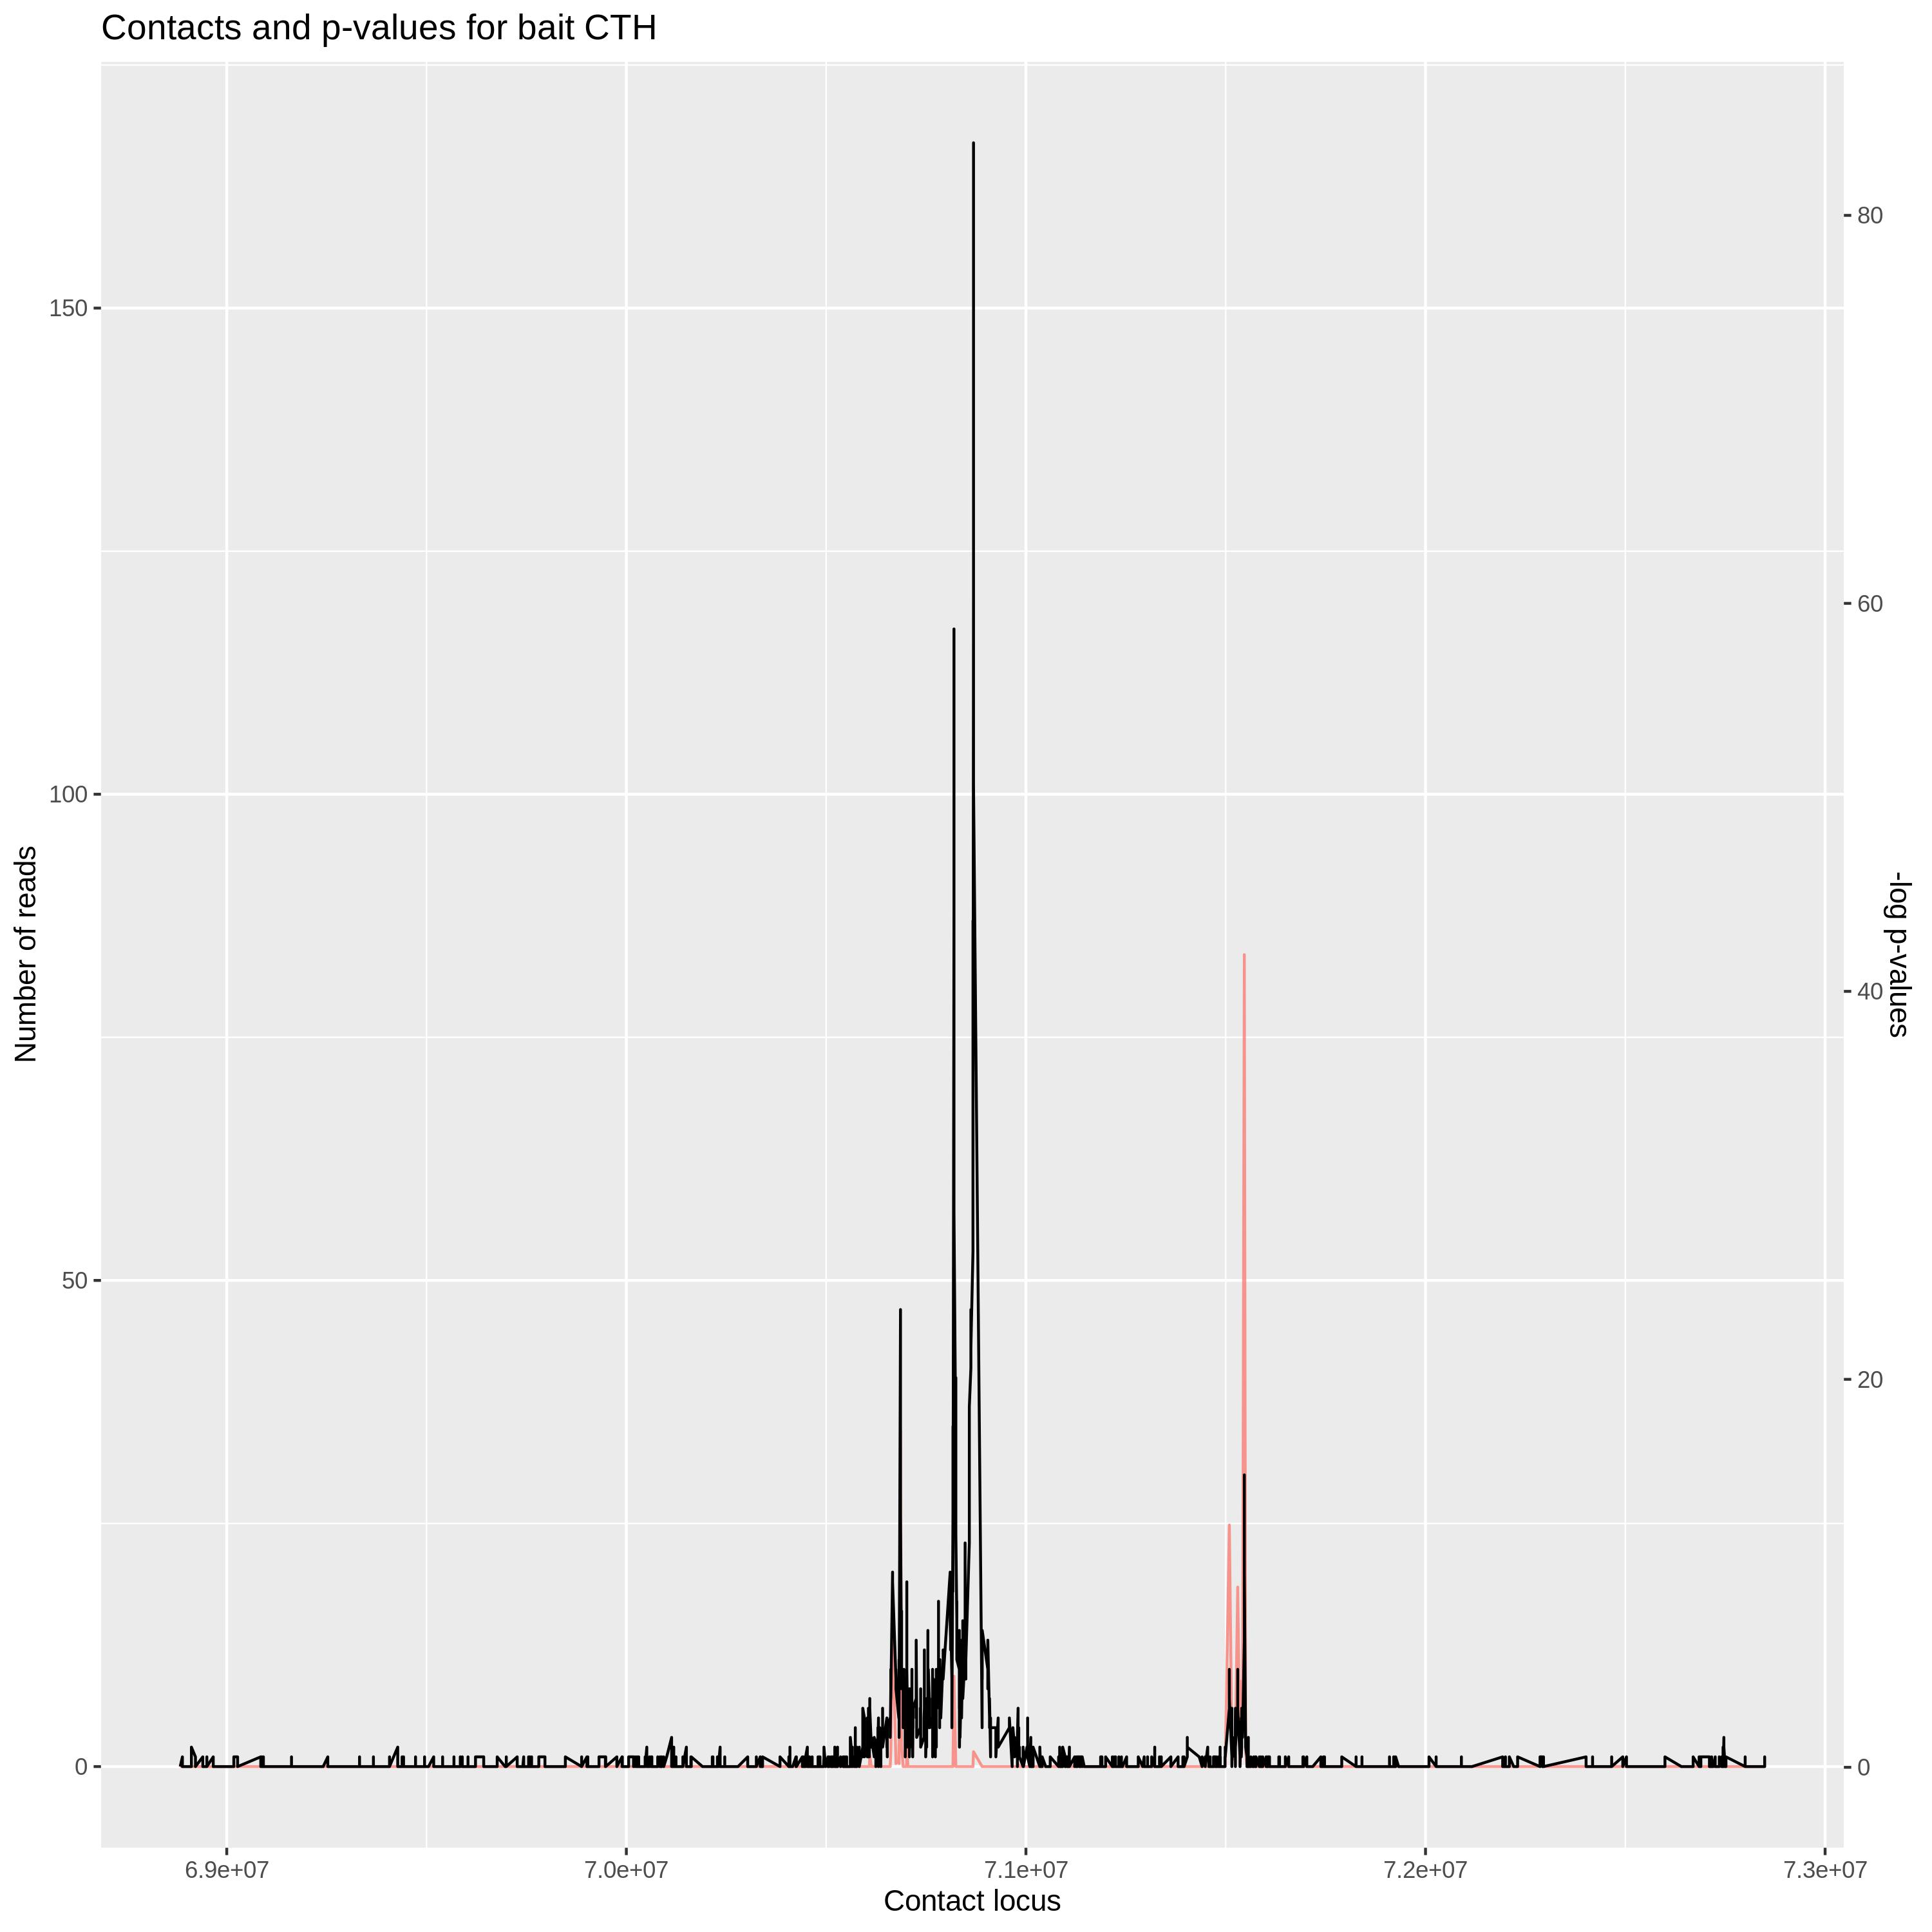 Contacts and p-values for bait CTH
150
100
50
0
Number of reads
80
60
40
20
0
-log p-values
6.9e+07
7.0e+07
7.1e+07
7.2e+07
7.3e+07
Contact locus